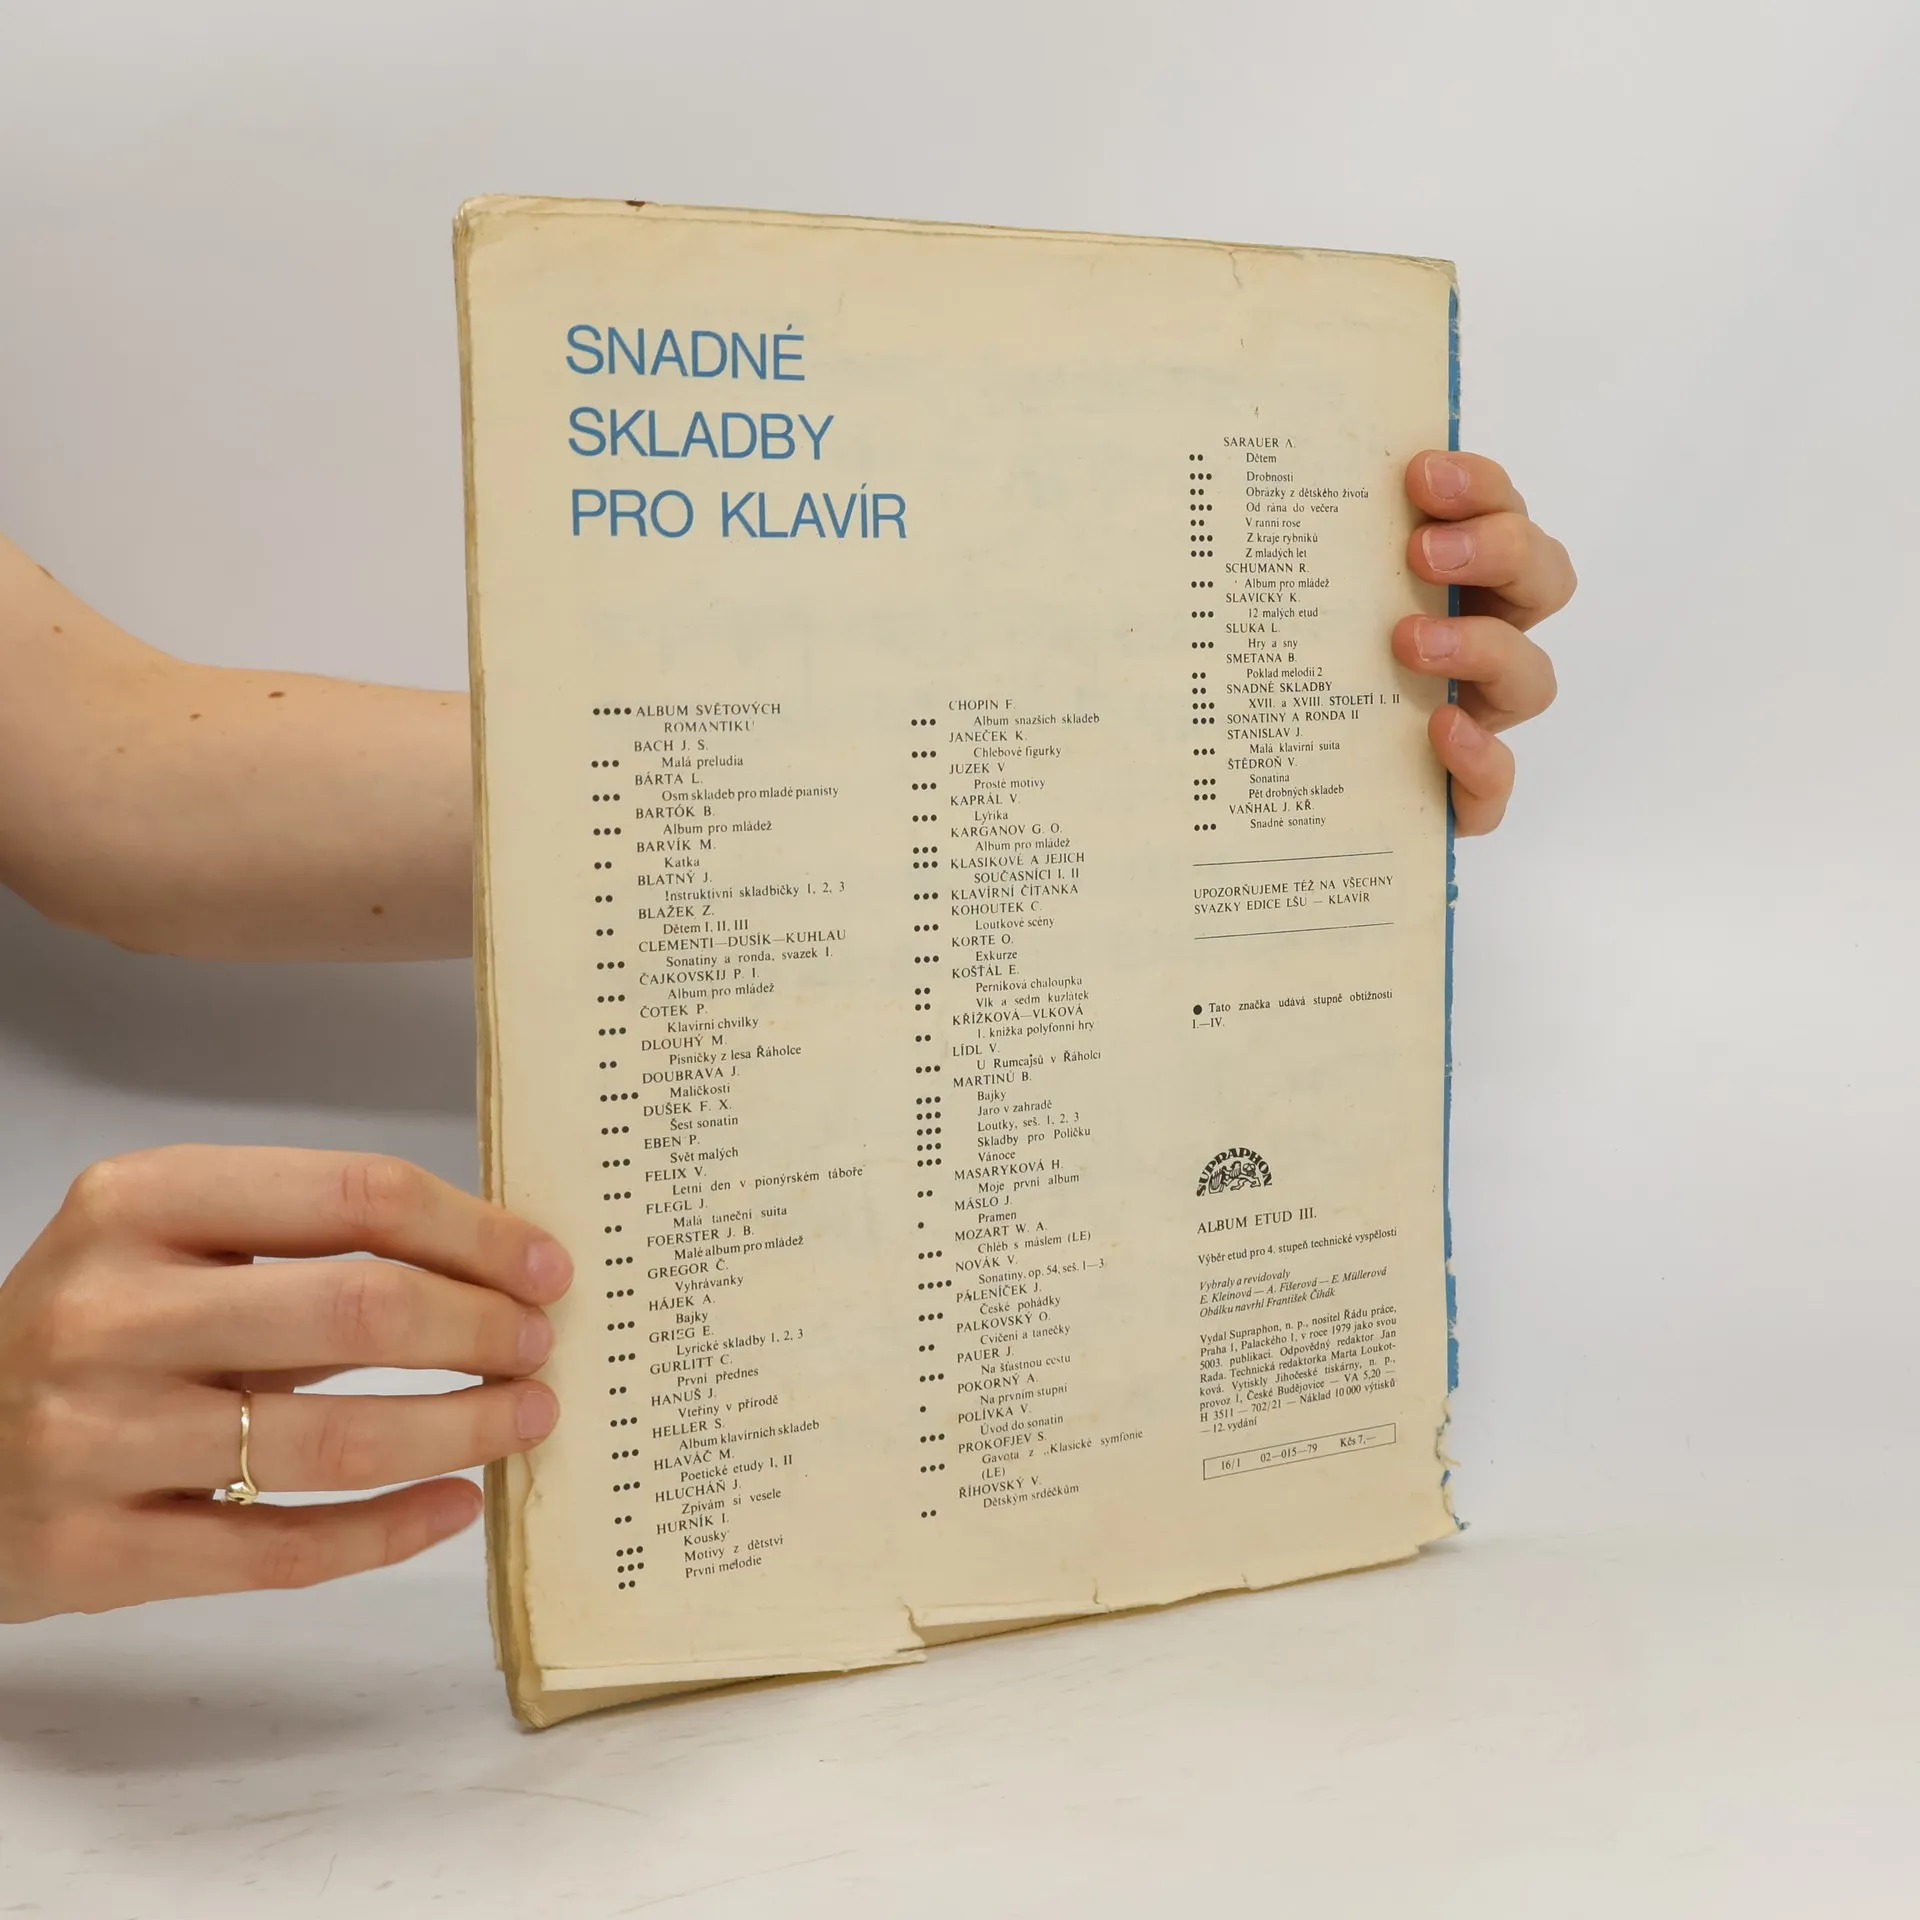 SNADNÉ
SKLADBY
PRO KLAVÍR
●●●● ALBUM SVĚTOVÝCH
ROMANTIKU
BACH J. S.
●●● Malá preludia
BÁRTA L.
●●● Osm skladeb pro mladé pianisty
BARTÓK B.
●●● Album pro mládež
BARVÍK M.
●● Katka
BLATNÝ J.
●● Instruktivní skladbičky 1, 2, 3
BLAŽEK Z.
●● Dětem I, II, III
CLEMENTI—DUSÍK—KUHLAU
●●● Sonatiny a ronda, svazek I.
ČAJKOVSKIJ P. I.
●●● Album pro mládež
ČOTEK P.
●●● Klavírní chvilky
DLOUHÝ M.
●● Písničky z lesa Řáholce
DOUBRAVA J.
●●●● Maličkosti
DUŠEK F. X.
●●● Šest sonatin
EBEN P.
●●● Svět malých
FELIX V.
●●● Letní den v pionýrském táboře
FLEGL J.
●● Malá taneční suita
FOERSTER J. B.
●●● Malé album pro mládež
GREGOR Č.
●●● Vyhrávanky
HÁJEK A.
●●● Bajky
GRIEG E.
●●● Lyrické skladby 1, 2, 3
GURLITT C.
●● První přednes
HANUŠ J.
●●● Vteřiny v přírodě
HELLER S.
●●● Album klavírních skladeb
HLAVÁČ M.
●●● Poetické etudy I, II
HLUCHÁŇ J.
●● Zpívám si vesele
HURNÍK I.
●●● Kousky
●●● Motivy z dětství
●● První melodie
CHOPIN F.
●●● Album snazších skladeb
JANEČEK K.
●●● Chlebové figurky
JUZEK V
●●● Prosté motivy
KAPRÁL V.
●●● Lyrika
KARGANOV G. O.
●●● Album pro mládež
●●● KLASIKOVÉ A JEJICH
SOUČASNÍCI I, II
●●● KLAVÍRNÍ ČÍTANKA
KOHOUTEK C.
●●● Loutkové scény
KORTE O.
●●● Exkurze
KOŠŤÁL E.
●● Perníková chaloupka
●● Vlk a sedm kuzlátek
KŘÍŽKOVÁ—VLKOVÁ
●● I. knížka polyfonní hry
LÍDL V.
●●● U Rumcajsů v Řáholci
MARTINŮ B.
●●● Bajky
●●● Jaro v zahradě
●●● Loutky, seš. 1, 2, 3
●●● Skladby pro Poličku
●●● Vánoce
MASARYKOVÁ H.
●● Moje první album
MÁSLO J.
● Pramen
MOZART W. A.
●●● Chléb s máslem (LE)
NOVÁK V.
●●●● Sonatiny, op. 54, seš. 1—3
PÁLENÍČEK J.
●●● České pohádky
PALKOVSKÝ O.
●● Cvičení a tanečky
PAUER J.
●●● Na šťastnou cestu
POKORNÝ A.
● Na prvním stupni
POLÍVKA V.
●●● Úvod do sonatin
PROKOFJEV S.
●●● Gavota z „Klasické symfonie
(LE)
ŘÍHOVSKÝ V.
●● Dětským srdéčkům
SARAUER A.
●● Dětem
●●● Drobnosti
●● Obrázky z dětského života
●●● Od rána do večera
●● V ranní rose
●●● Z kraje rybníků
●●● Z mladých let
SCHUMANN R.
●●● Album pro mládež
SLAVICKÝ K.
●●● 12 malých etud
SLUKA L.
●●● Hry a sny
SMETANA B.
●● Poklad melodií 2
●● SNADNÉ SKLADBY
●●● XVII. a XVIII. STOLETÍ I, II
●●● SONATINY A RONDA II
STANISLAV J.
●●● Malá klavírní suita
ŠTĚDROŇ V.
●●● Sonatina
●●● Pět drobných skladeb
VAŇHAL J. KŘ.
●●● Snadné sonatiny
UPOZORŇUJEME TÉŽ NA VŠECHNY
SVAZKY EDICE LŠU — KLAVÍR
● Tato značka udává stupně obtížnosti
I.—IV.
SUPRAPHON
ALBUM ETUD III.
Výběr etud pro 4. stupeň technické vyspělosti
Vybraly a revidovaly
E. Kleinová — A. Fišerová — E. Müllerová
Obálku navrhl František Čihák
Vydal Supraphon, n. p., nositel Řádu práce,
Praha 1, Palackého 1, v roce 1979 jako svou
5003. publikaci. Odpovědný redaktor Jan
Rada. Technická redaktorka Marta Loukot-
ková. Vytiskly Jihočeské tiskárny, n. p.,
provoz 1, České Budějovice — VA 5,20 —
H 3511 — 702/21 — Náklad 10 000 výtisků
— 12. vydání
16/1 02—015—79 Kčs 7,—